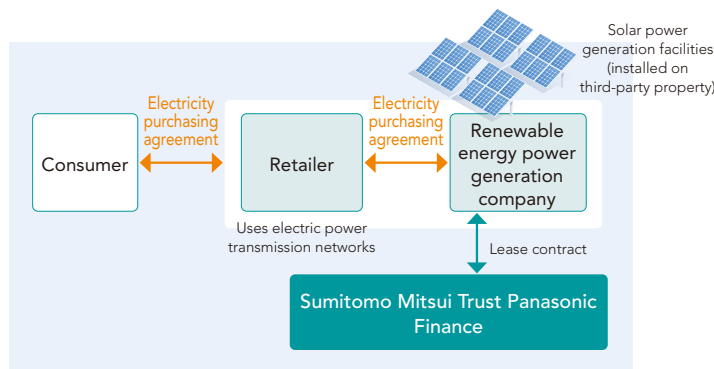 Solar power
generation facilities
(installed on
third-party property)
Electricity
purchasing
agreement
Electricity
purchasing
agreement
Consumer
Retailer
Renewable
energy power
generation
company
Uses electric power
transmission networks
Lease contract
Sumitomo Mitsui Trust Panasonic
Finance